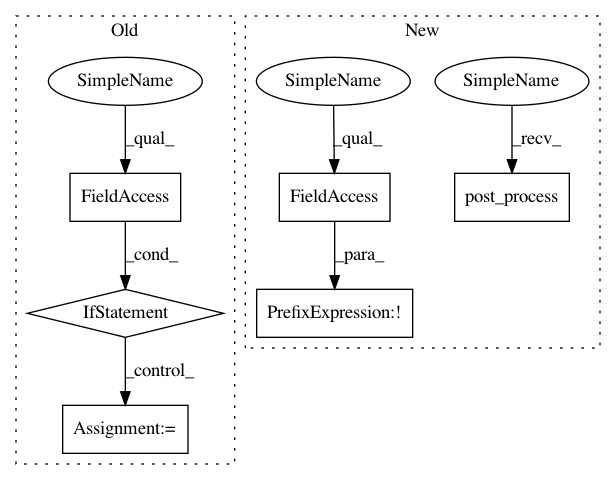 Old
New
SimpleName
SimpleName
SimpleName
_qual_
_qual_
_recv_
FieldAccess
FieldAccess
post_process
_cond_
_para_
IfStatement
PrefixExpression:!
_control_
Assignment:=